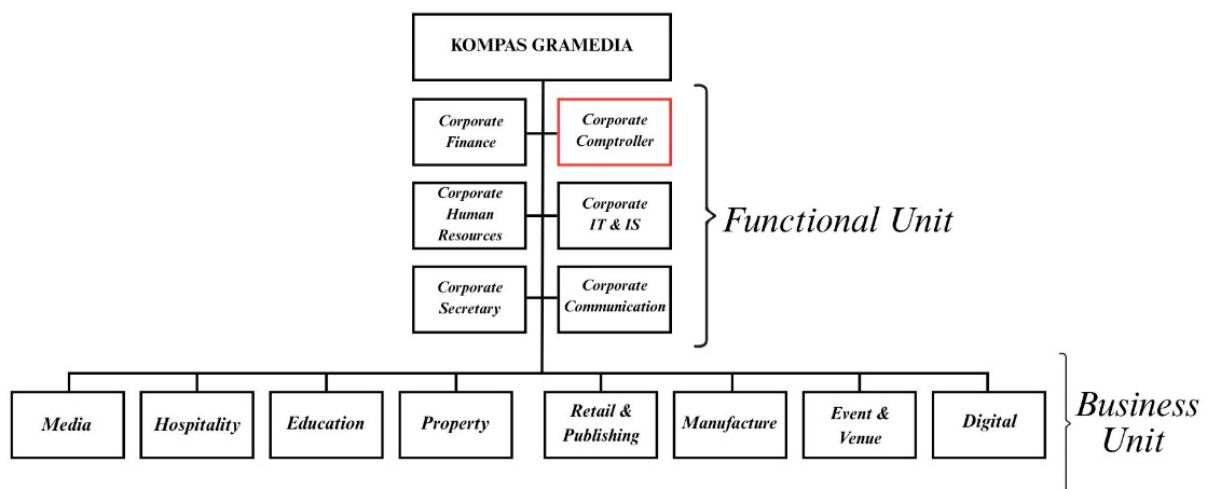 KOMPAS GRAMEDIA
Corporate
Finance
Corporate
Comptroller
Corporate
Human
Resources
Corporate
IT & IS
Functional Unit
Corporate
Secretary
Corporate
Communication
Media
Hospitality
Education
Property
Retail &
Publishing
Manufacture
Event &
Venue
Digital
Business
Unit